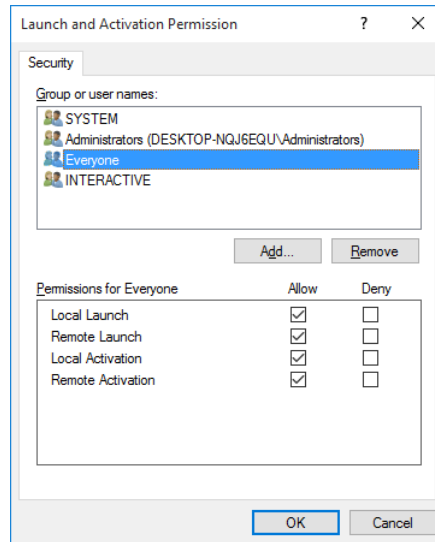 Launch and Activation Permission ? ✕
Security
Group or user names:
SYSTEM
Administrators (DESKTOP-NQJ6EQU\Administrators)
Everyone
INTERACTIVE
Add... Remove
Permissions for Everyone Allow Deny
Local Launch
Remote Launch
Local Activation
Remote Activation
OK Cancel